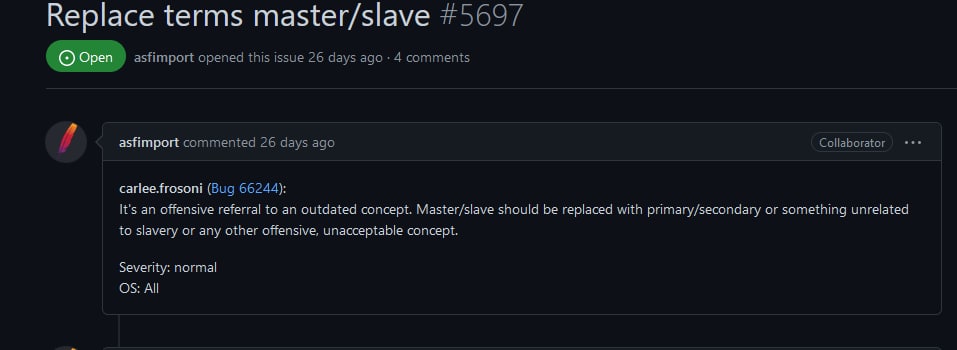 Replace terms master/slave #5697
Open asfimport opened this issue 26 days ago · 4 comments
asfimport commented 26 days ago Collaborator ···
carlee.frosoni (Bug 66244):
It's an offensive referral to an outdated concept. Master/slave should be replaced with primary/secondary or something unrelated
to slavery or any other offensive, unacceptable concept.
Severity: normal
OS: All